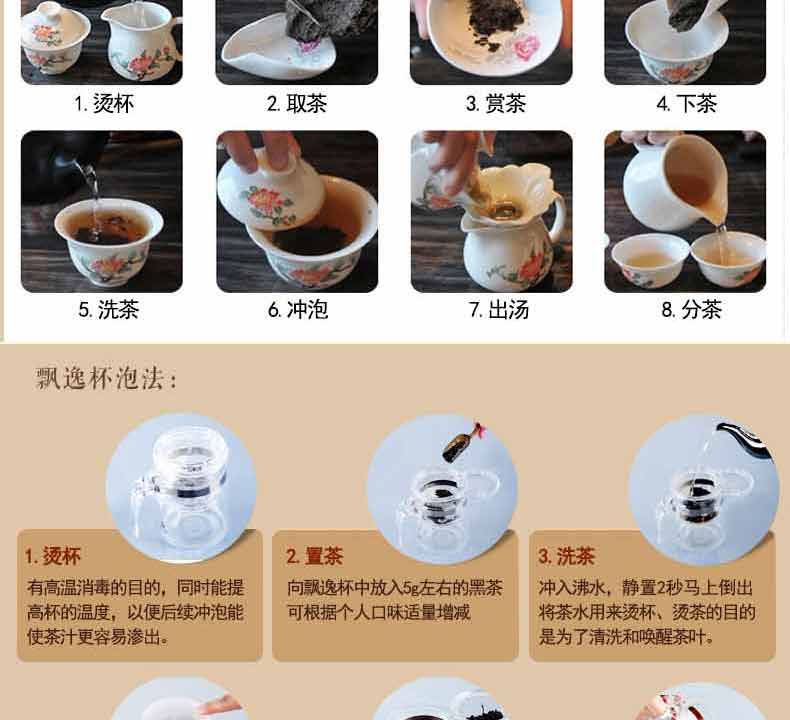 1.烫杯
2.取茶
3.赏茶
4.下茶
5.洗茶
6.冲泡
7.出汤
8.分茶
飘逸杯泡法:
1.烫杯
有高温消毒的目的，同时能提
高杯的温度，以便后续冲泡能
使茶汁更容易渗出。
2.置茶
向飘逸杯中放入5g左右的黑茶
可根据个人口味适量增减
3.洗茶
冲入沸水，静置2秒马上倒出
将茶水用来烫杯、烫茶的目的
是为了清洗和唤醒茶叶。